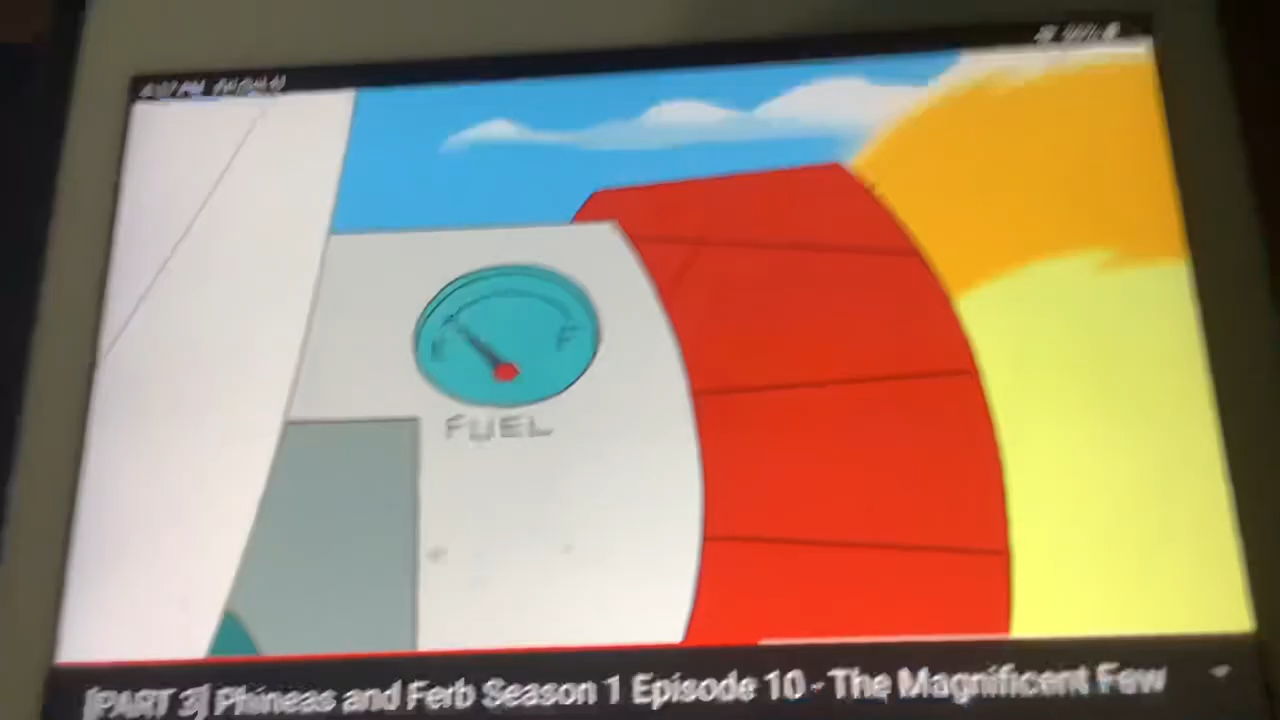 E F
FUEL
[PART 3] Phineas and Ferb Season 1 Episode 10 - The Magnificent Few